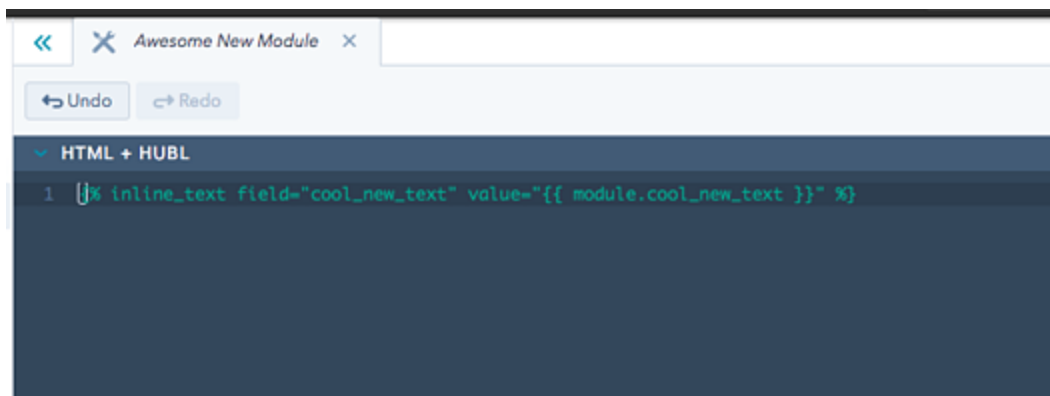 Awesome New Module
Undo Redo
HTML + HUBL
1 {% inline_text field="cool_new_text" value="{{ module.cool_new_text }}" %}